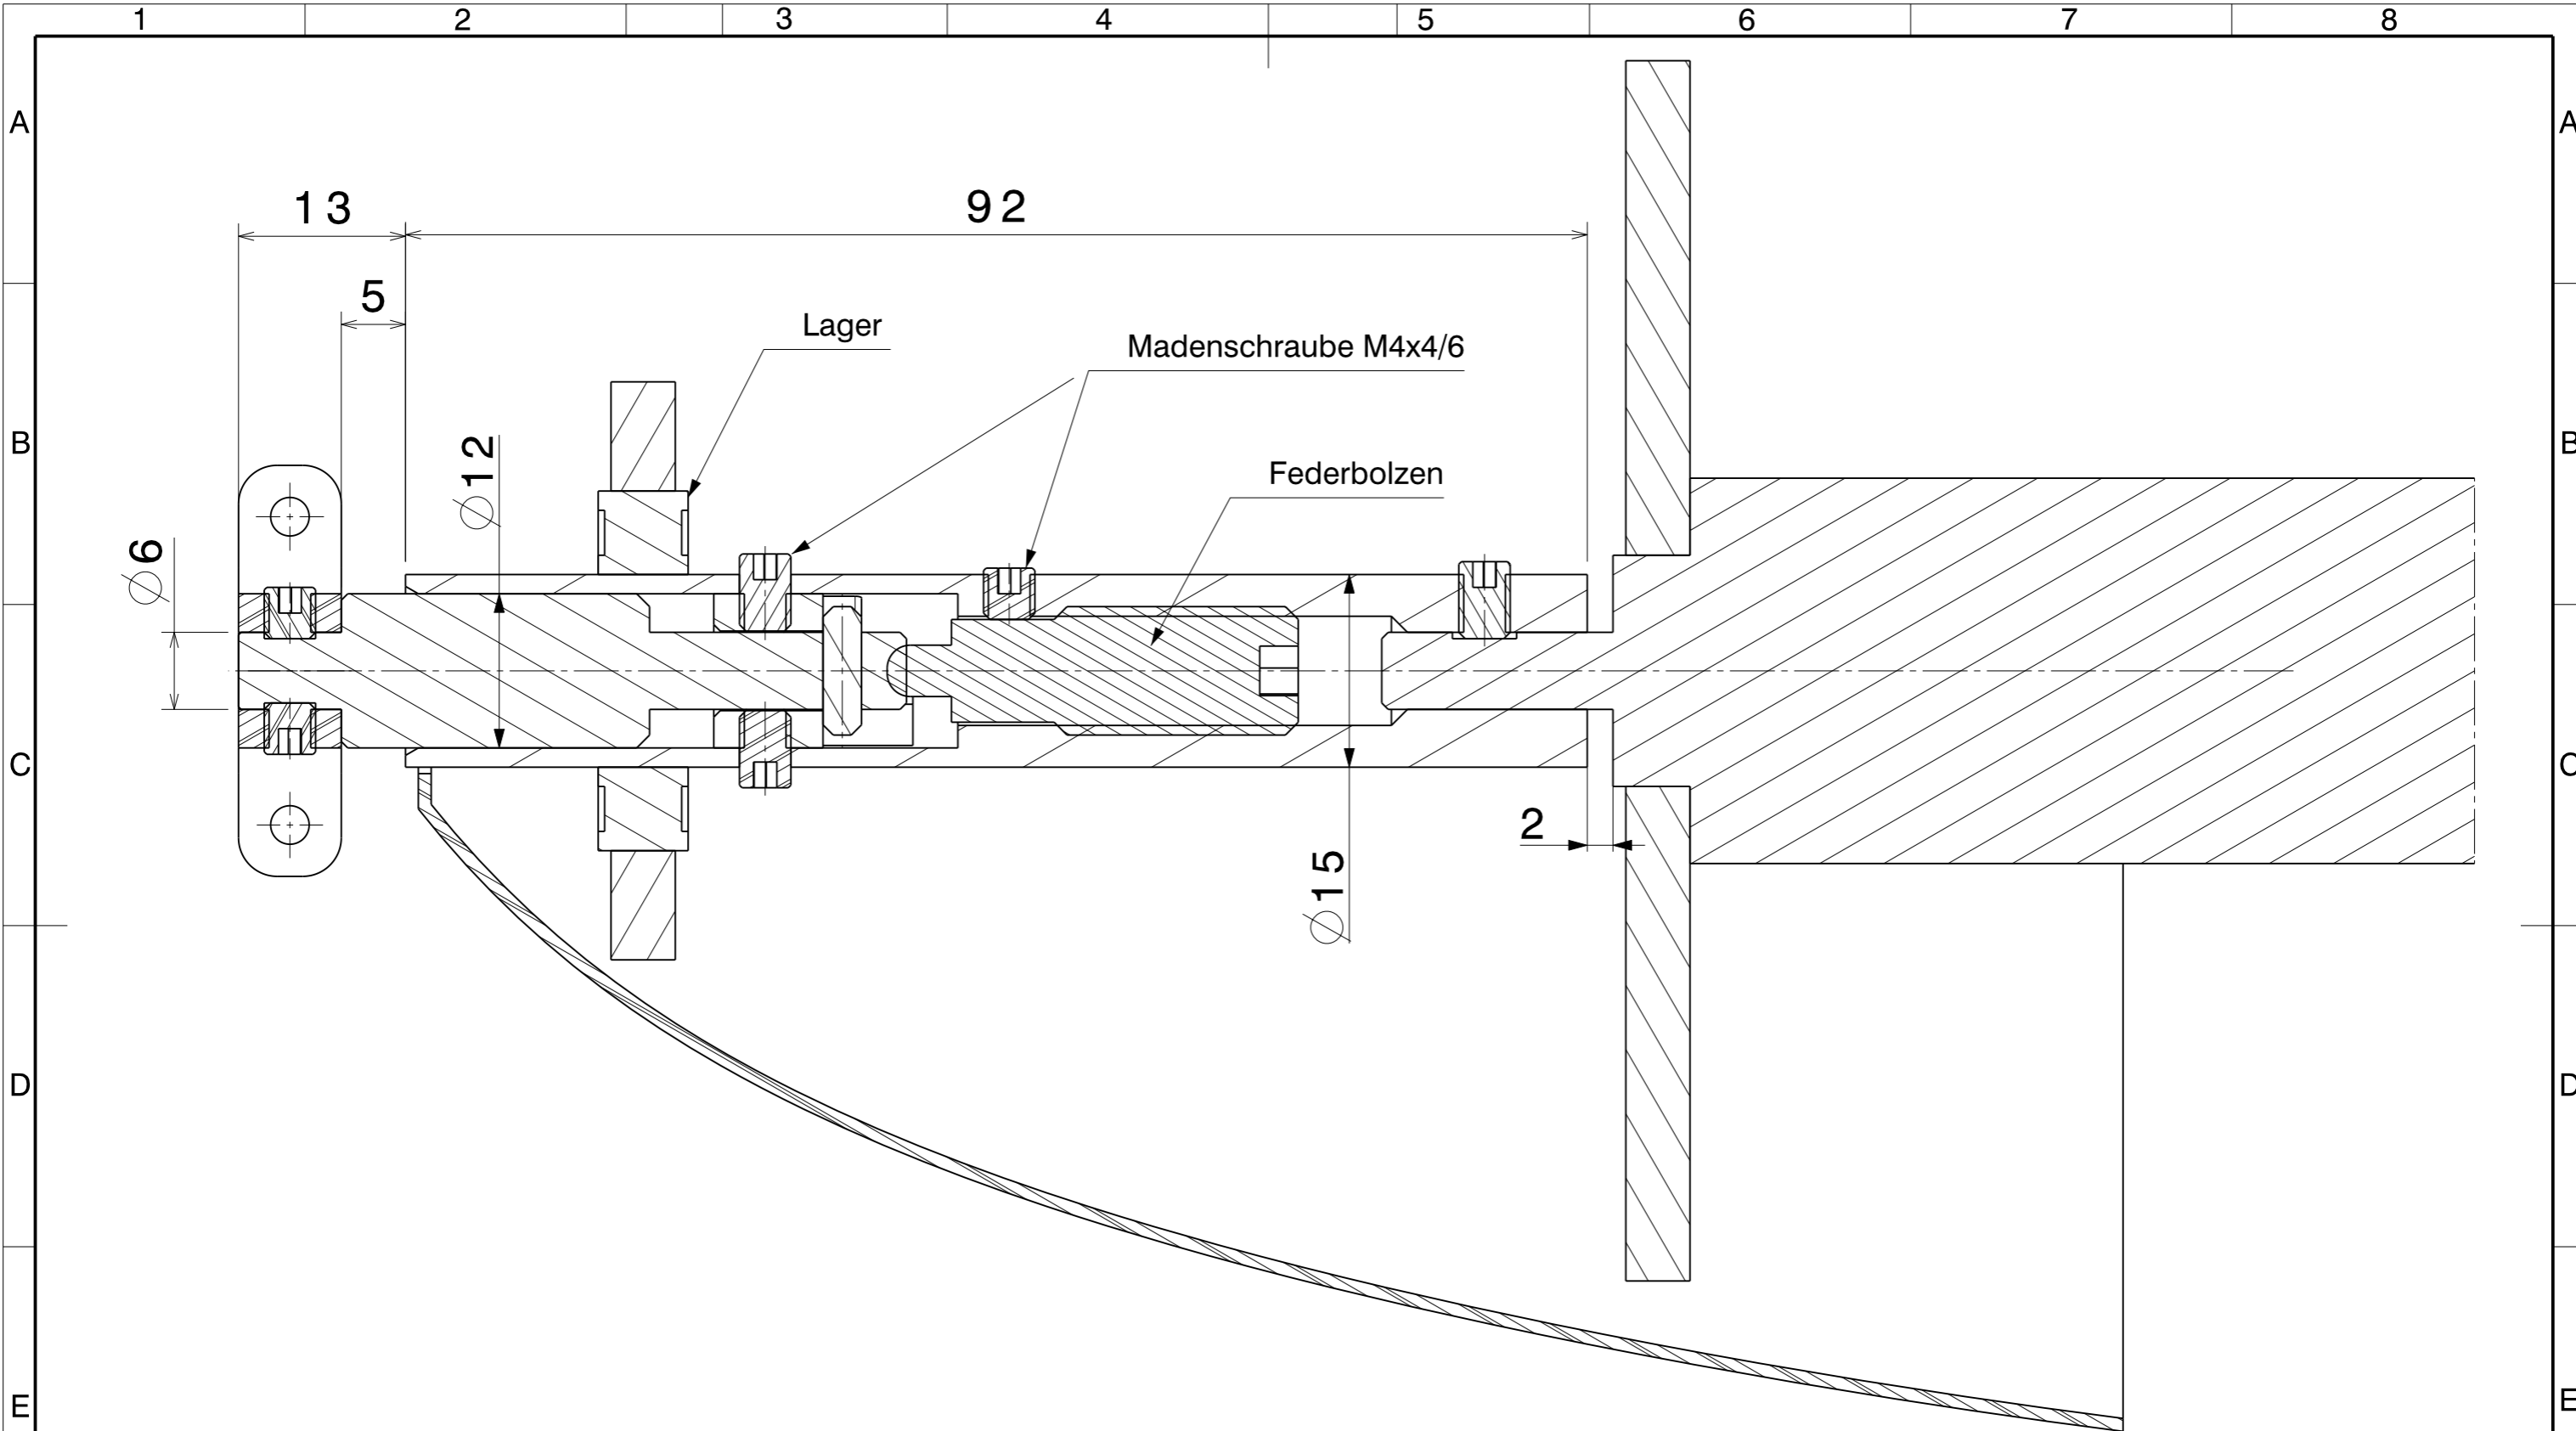 1 2 3 4 5 6 7 8
A A
13 92
5
Lager
Madenschraube M4x4/6
B B
⌀12
Federbolzen
⌀6
C C
2
⌀15
D D
E E